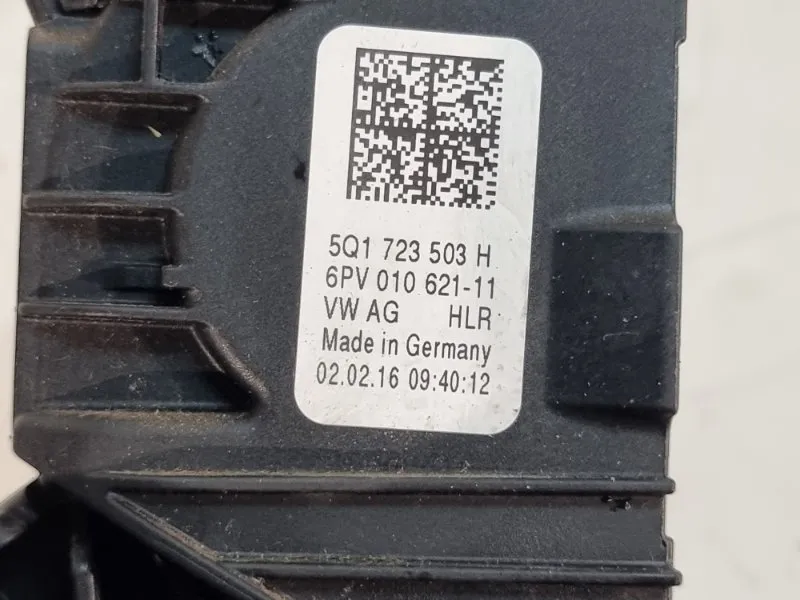 5Q1 723 503 H
6PV 010 621-11
VW AG HLR
Made in Germany
02.02.16 09:40:12